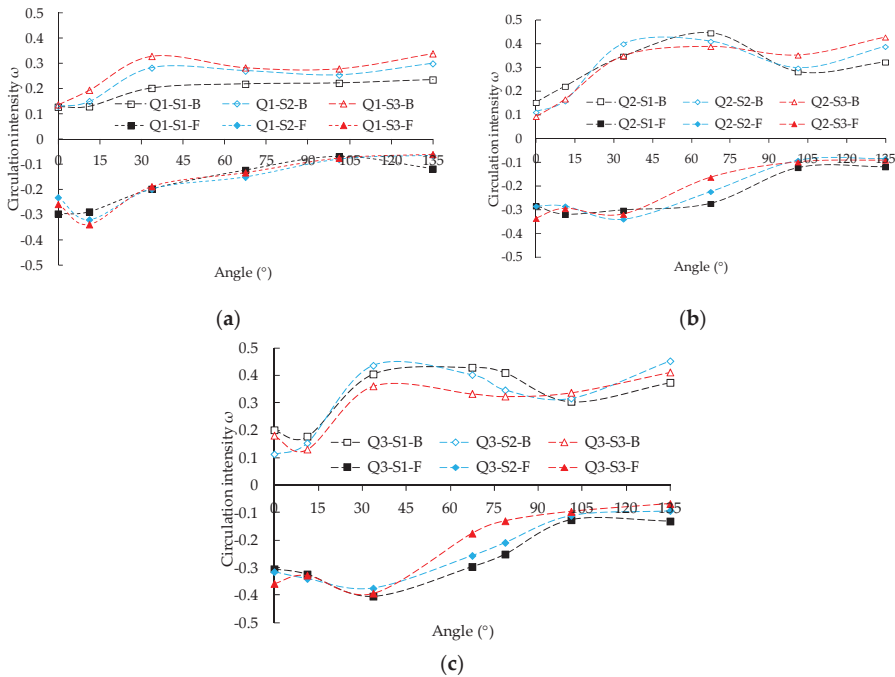 0.5
0.4
0.3
0.2
0.1
0
-0.1
-0.2
-0.3
-0.4
-0.5
Circulation intensity ω
Q1-S1-B Q1-S2-B Q1-S3-B
Q1-S1-F Q1-S2-F Q1-S3-F
0 15 30 45 60 75 90 105 120 135
Angle (°)
(a)
0.5
0.4
0.3
0.2
0.1
0
-0.1
-0.2
-0.3
-0.4
-0.5
Circulation intensity ω
Q2-S1-B Q2-S2-B Q2-S3-B
Q2-S1-F Q2-S2-F Q2-S3-F
0 15 30 45 60 75 90 105 120 135
Angle (°)
(b)
0.5
0.4
0.3
0.2
0.1
0
-0.1
-0.2
-0.3
-0.4
-0.5
Circulation intensity ω
Q3-S1-B Q3-S2-B Q3-S3-B
Q3-S1-F Q3-S2-F Q3-S3-F
0 15 30 45 60 75 90 105 120 135
Angle (°)
(c)